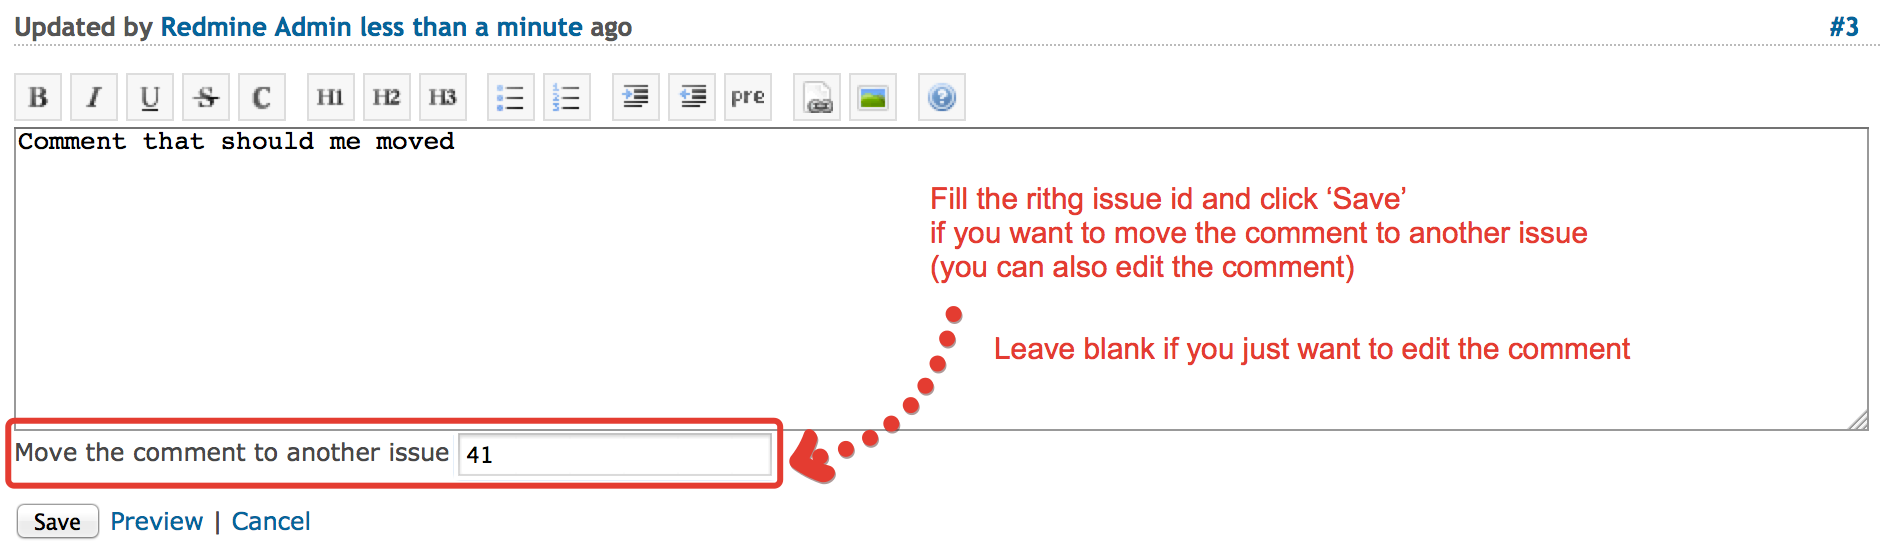 Updated by Redmine Admin less than a minute ago #3
B I U S C H1 H2 H3 1 2 3 pre ?
Comment that should me moved
Fill the rithg issue id and click ‘Save’
if you want to move the comment to another issue
(you can also edit the comment)
Leave blank if you just want to edit the comment
Move the comment to another issue 41
Save Preview | Cancel